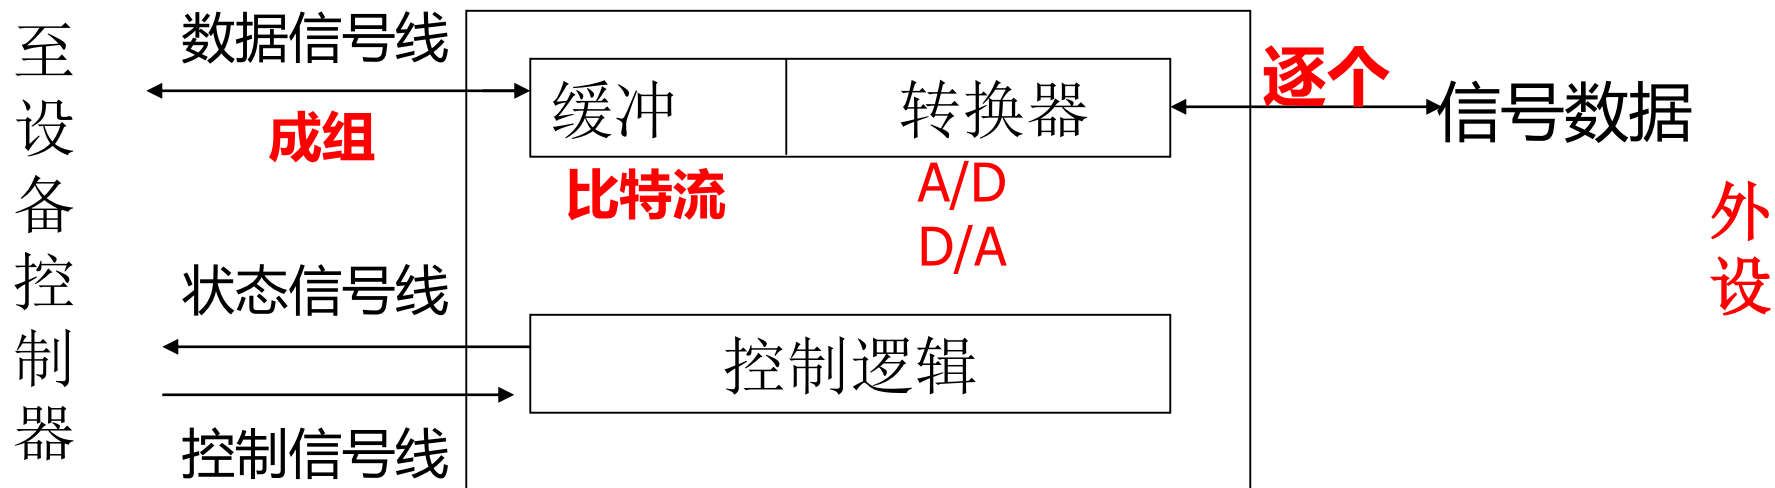 至设备控制器
数据信号线
成组
缓冲
转换器
逐个
信号数据
比特流
A/D
D/A
外设
状态信号线
控制逻辑
控制信号线